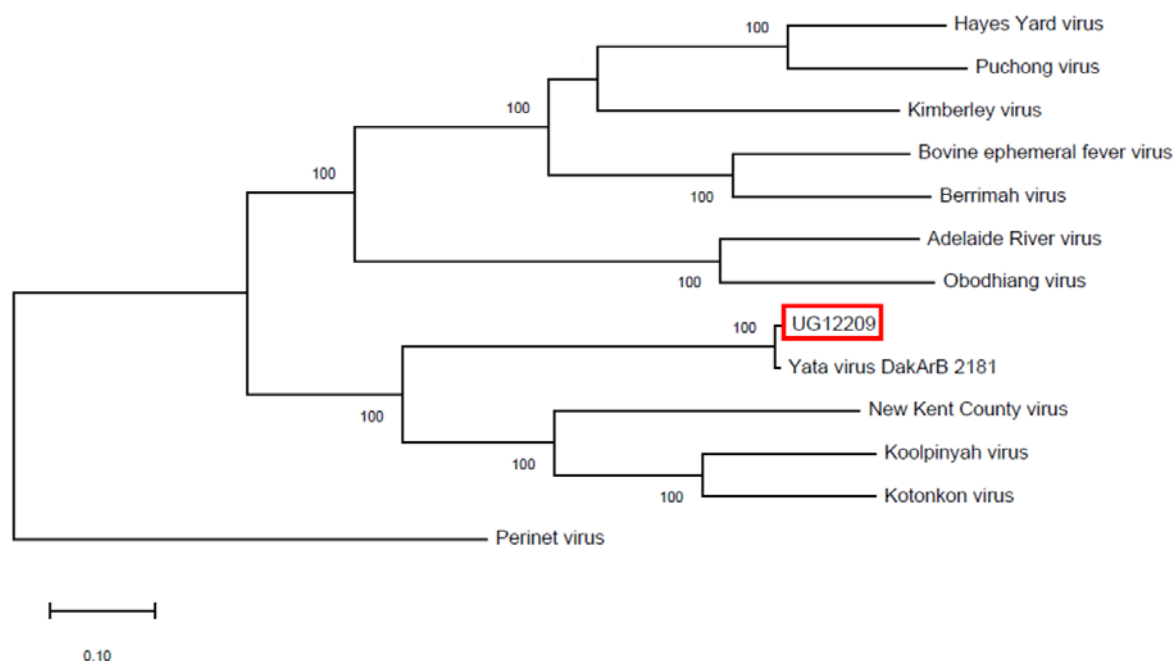 100
Hayes Yard virus
Puchong virus
100
Kimberley virus
Bovine ephemeral fever virus
100
100
Berrimah virus
Adelaide River virus
100
Obodhiang virus
100
UG12209
Yata virus DakArB 2181
100
New Kent County virus
100
Koolpinyah virus
100
Kotonkon virus
Perinet virus
0.10